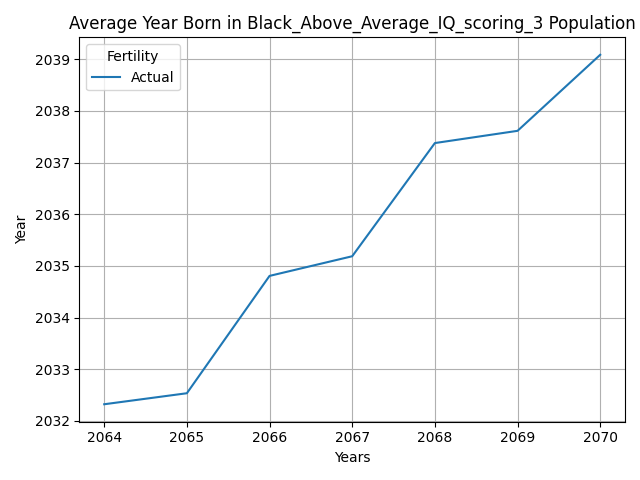 Average Year Born in Black_Above_Average_IQ_scoring_3 Population
Fertility
Actual
2039
2038
2037
2036
2035
2034
2033
2032
Year
2064 2065 2066 2067 2068 2069 2070
Years